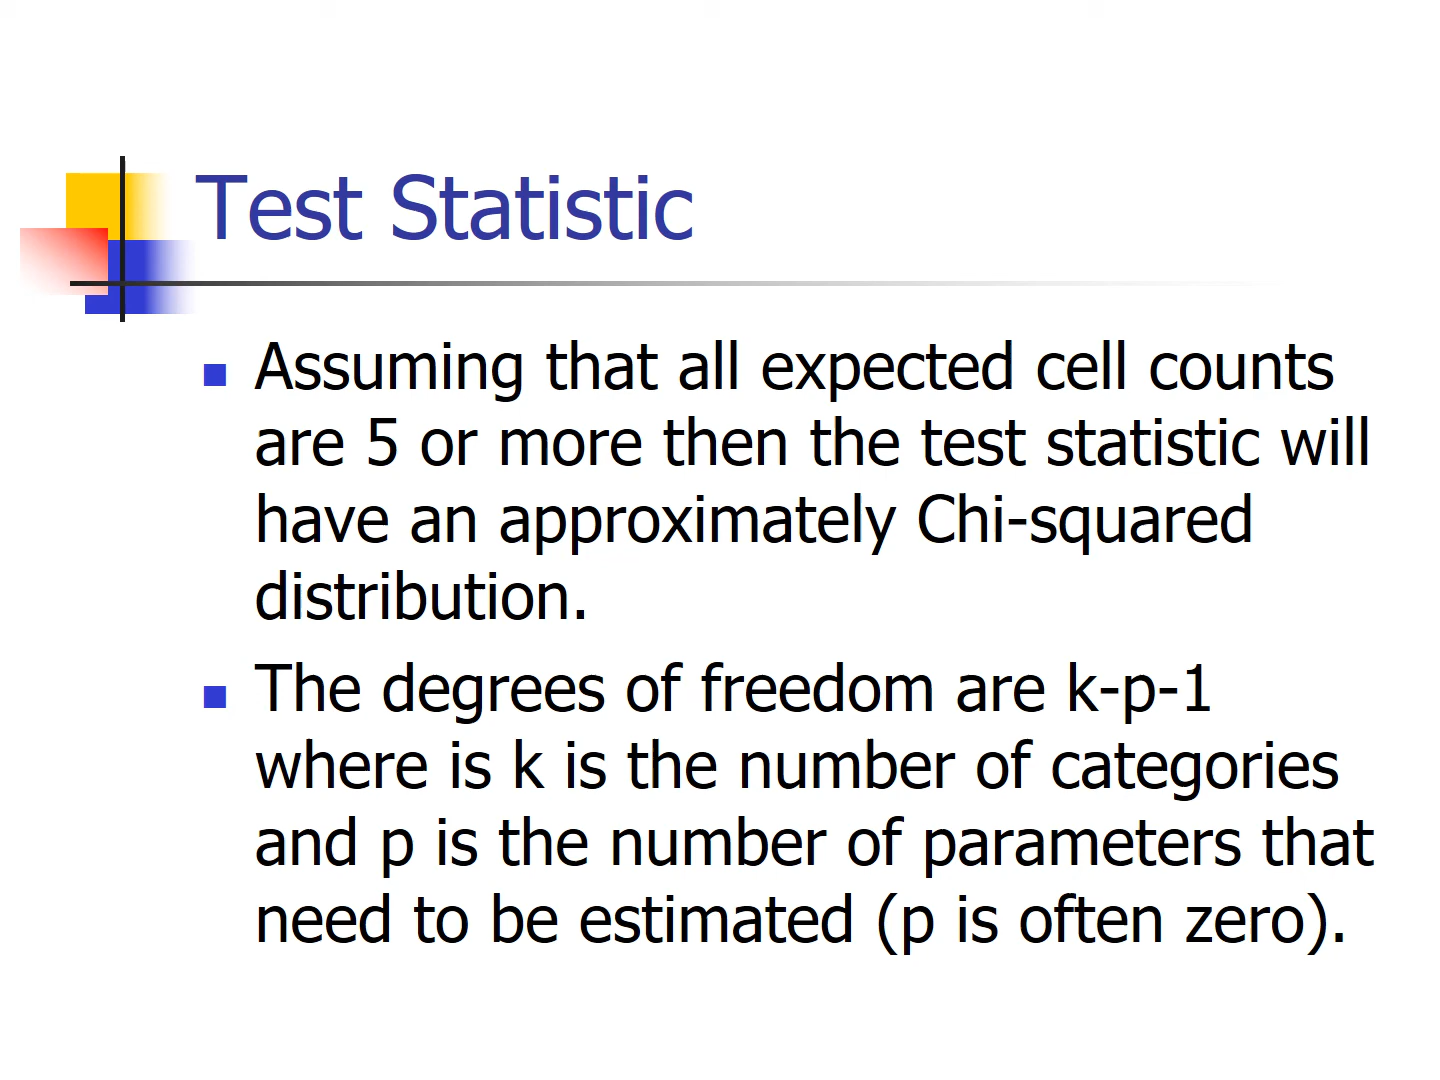 Test Statistic
Assuming that all expected cell counts
are 5 or more then the test statistic will
have an approximately Chi-squared
distribution.
The degrees of freedom are k-p-1
where is k is the number of categories
and p is the number of parameters that
need to be estimated (p is often zero).